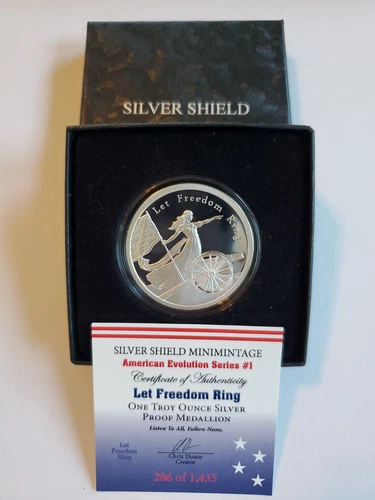 SILVER SHIELD
Let Freedom Ring
SILVER SHIELD MINIMINTAGE
American Evolution Series #1
Certificate of Authenticity
Let Freedom Ring
ONE TROY OUNCE SILVER
PROOF MEDALLION
Listen To All, Follow None.
Let
Freedom
Ring
Chris Duane
Creator
286 of 1,435